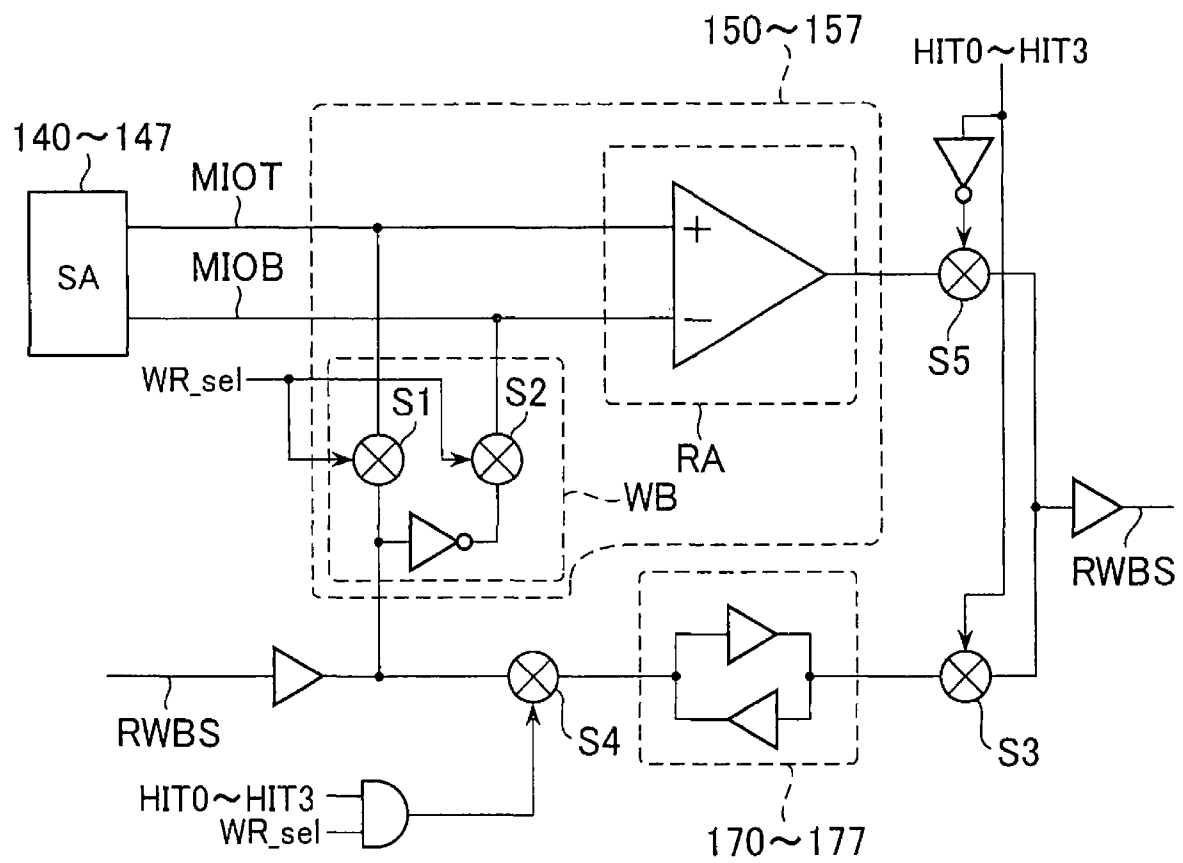 150～157
HIT0～HIT3
140～147
MIOT
SA
MIOB
+
−
S5
WR_sel
S1
S2
RA
WB
RWBS
RWBS
S4
S3
HIT0～HIT3
WR_sel
170～177